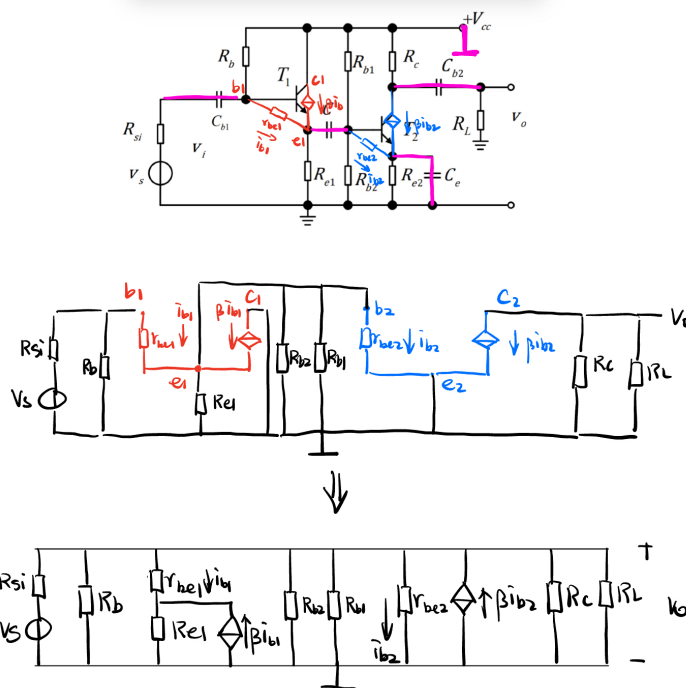 +Vcc
Rb
T1
c1
Rb1
Rc
Cb2
b1
βib
Cb1
rbe1
ib1
e1
C
βib2
T2
RL
vo
Rsi
vi
rbe2
vs
Re1
Rb2
ib2
Re2
Ce
b1
ib1
βib1
C1
b2
C2
Rsi
Rb
rbe1
Rb2
Rb1
rbe2
ib2
βib2
Vs
e1
Re1
e2
Rc
RL
+
Rsi
Rb
rbe1
ib1
Rb2
Rb1
rbe2
βib2
Rc
RL
Vs
Re1
βib1
ib2
Vo
−